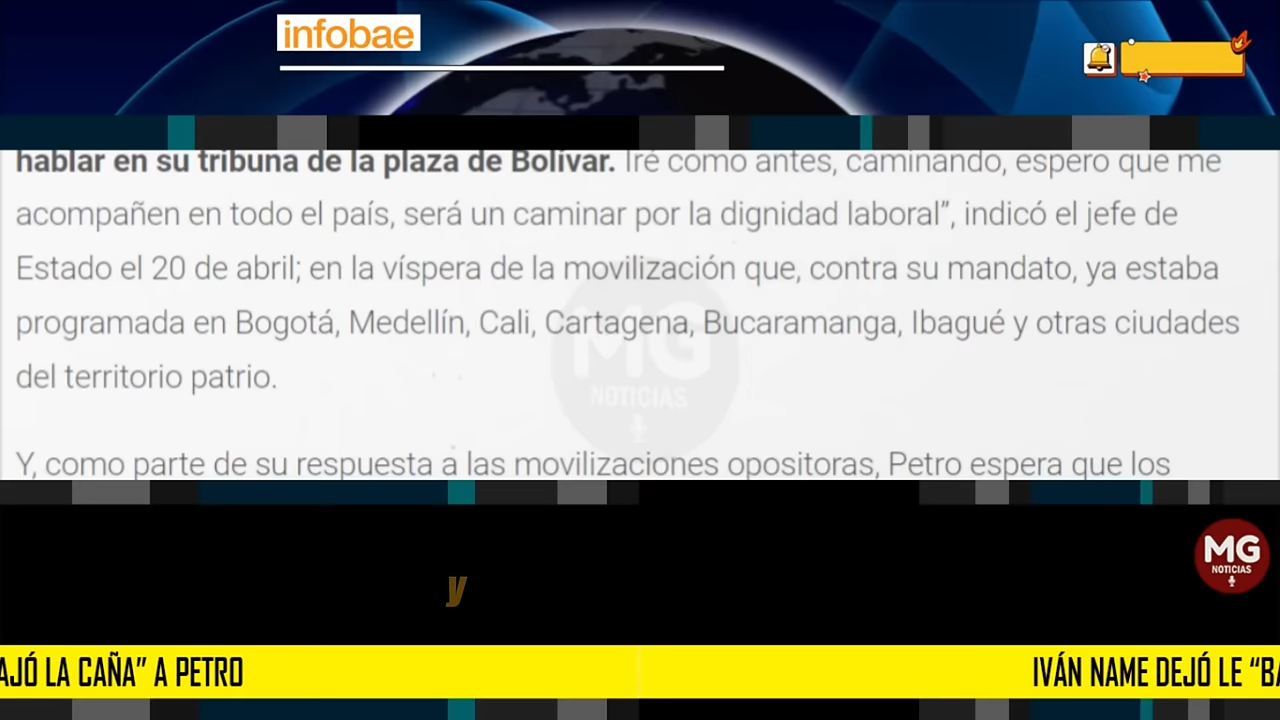 infobae
hablar en su tribuna de la plaza de Bolívar. Iré como antes, caminando, espero que me
acompañen en todo el país, será un caminar por la dignidad laboral”, indicó el jefe de
Estado el 20 de abril; en la víspera de la movilización que, contra su mandato, ya estaba
programada en Bogotá, Medellín, Cali, Cartagena, Bucaramanga, Ibagué y otras ciudades
del territorio patrio.
MG
NOTICIAS
Y, como parte de su respuesta a las movilizaciones opositoras, Petro espera que los
MG
NOTICIAS
y
AJÓ LA CAÑA” A PETRO
IVÁN NAME DEJÓ LE “BA